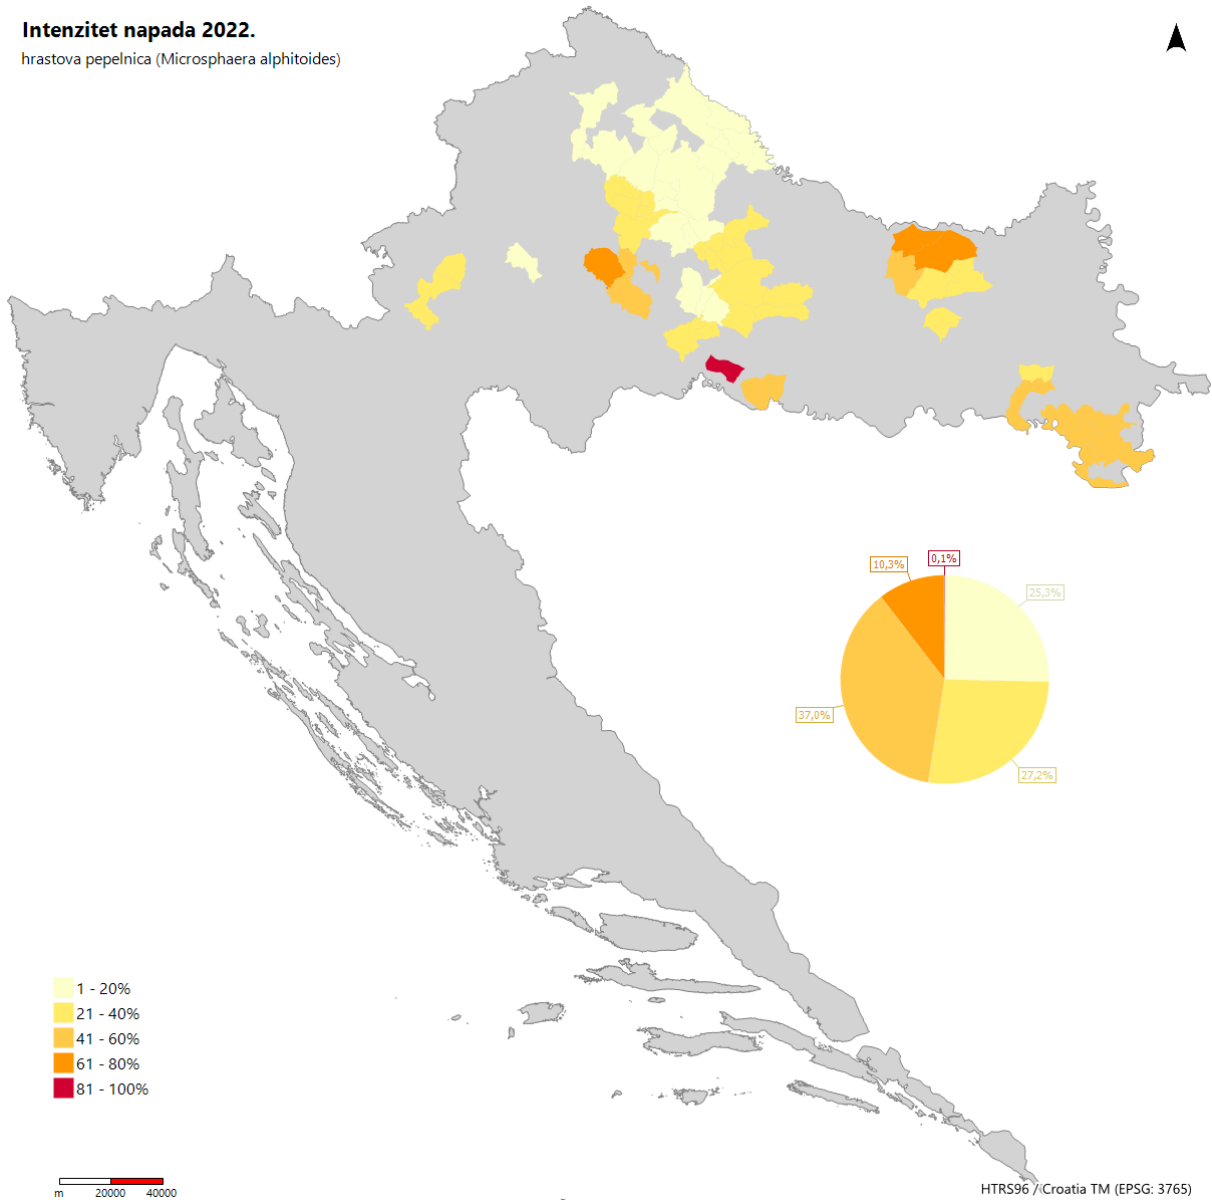 Intenzitet napada 2022.
hrastova pepelnica (Microsphaera alphitoides)
0,1%
10,3%
25,3%
37,0%
27,2%
1 - 20%
21 - 40%
41 - 60%
61 - 80%
81 - 100%
m 20000 40000
HTRS96 / Croatia TM (EPSG: 3765)